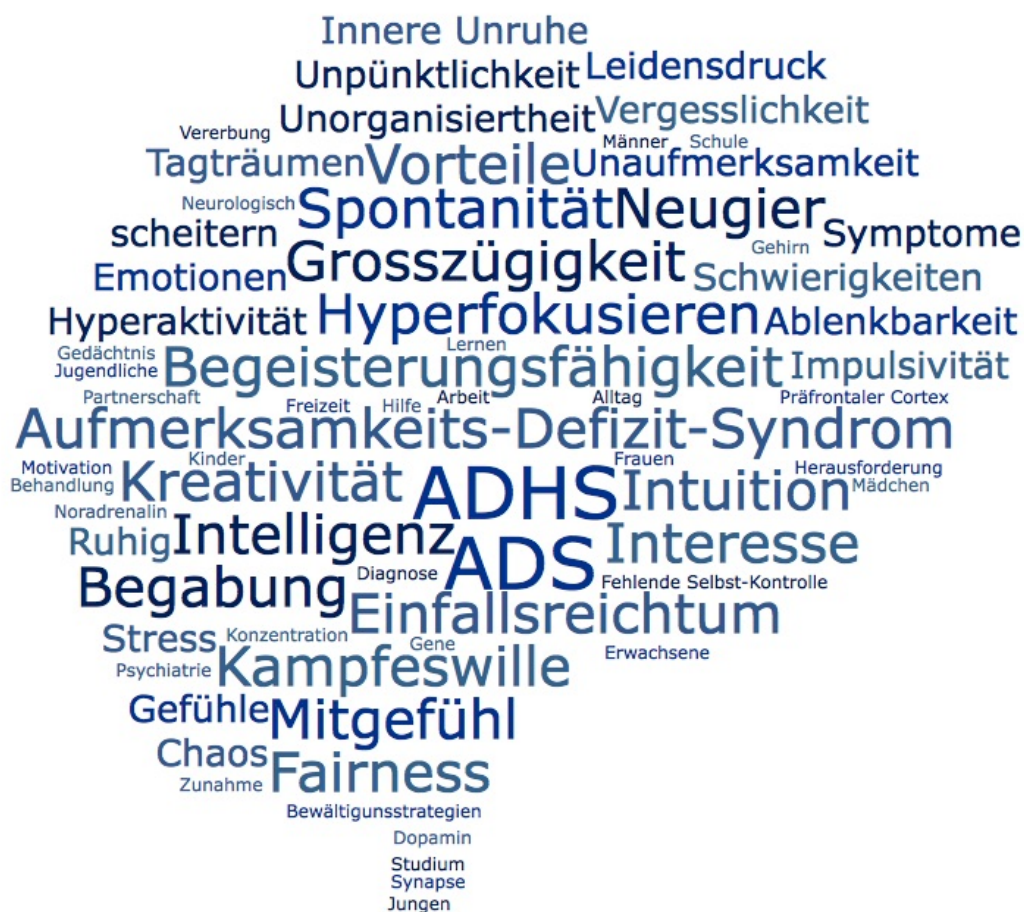 Innere Unruhe
Unpünktlichkeit Leidensdruck
Unorganisiertheit Vergesslichkeit
Vererbung Männer Schule
Tagträumen Vorteile Unaufmerksamkeit
Neurologisch Spontanität Neugier
scheitern Symptome
Gehirn
Emotionen Grosszügigkeit Schwierigkeiten
Hyperaktivität Hyperfokusieren Ablenkbarkeit
Gedächtnis Lernen
Jugendliche Begeisterungsfähigkeit Impulsivität
Partnerschaft Freizeit Hilfe Arbeit Alltag Präfrontaler Cortex
Aufmerksamkeits-Defizit-Syndrom
Motivation Kinder Frauen Herausforderung
Behandlung Kreativität ADHS Intuition Mädchen
Noradrenalin
Ruhig Intelligenz Interesse
Begabung Diagnose ADS Fehlende Selbst-Kontrolle
Einfallsreichtum
Stress Konzentration Gene Erwachsene
Psychiatrie Kampfeswille
Gefühle Mitgefühl
Chaos
Zunahme Fairness
Bewältigunsstrategien
Dopamin
Studium
Synapse
Jungen